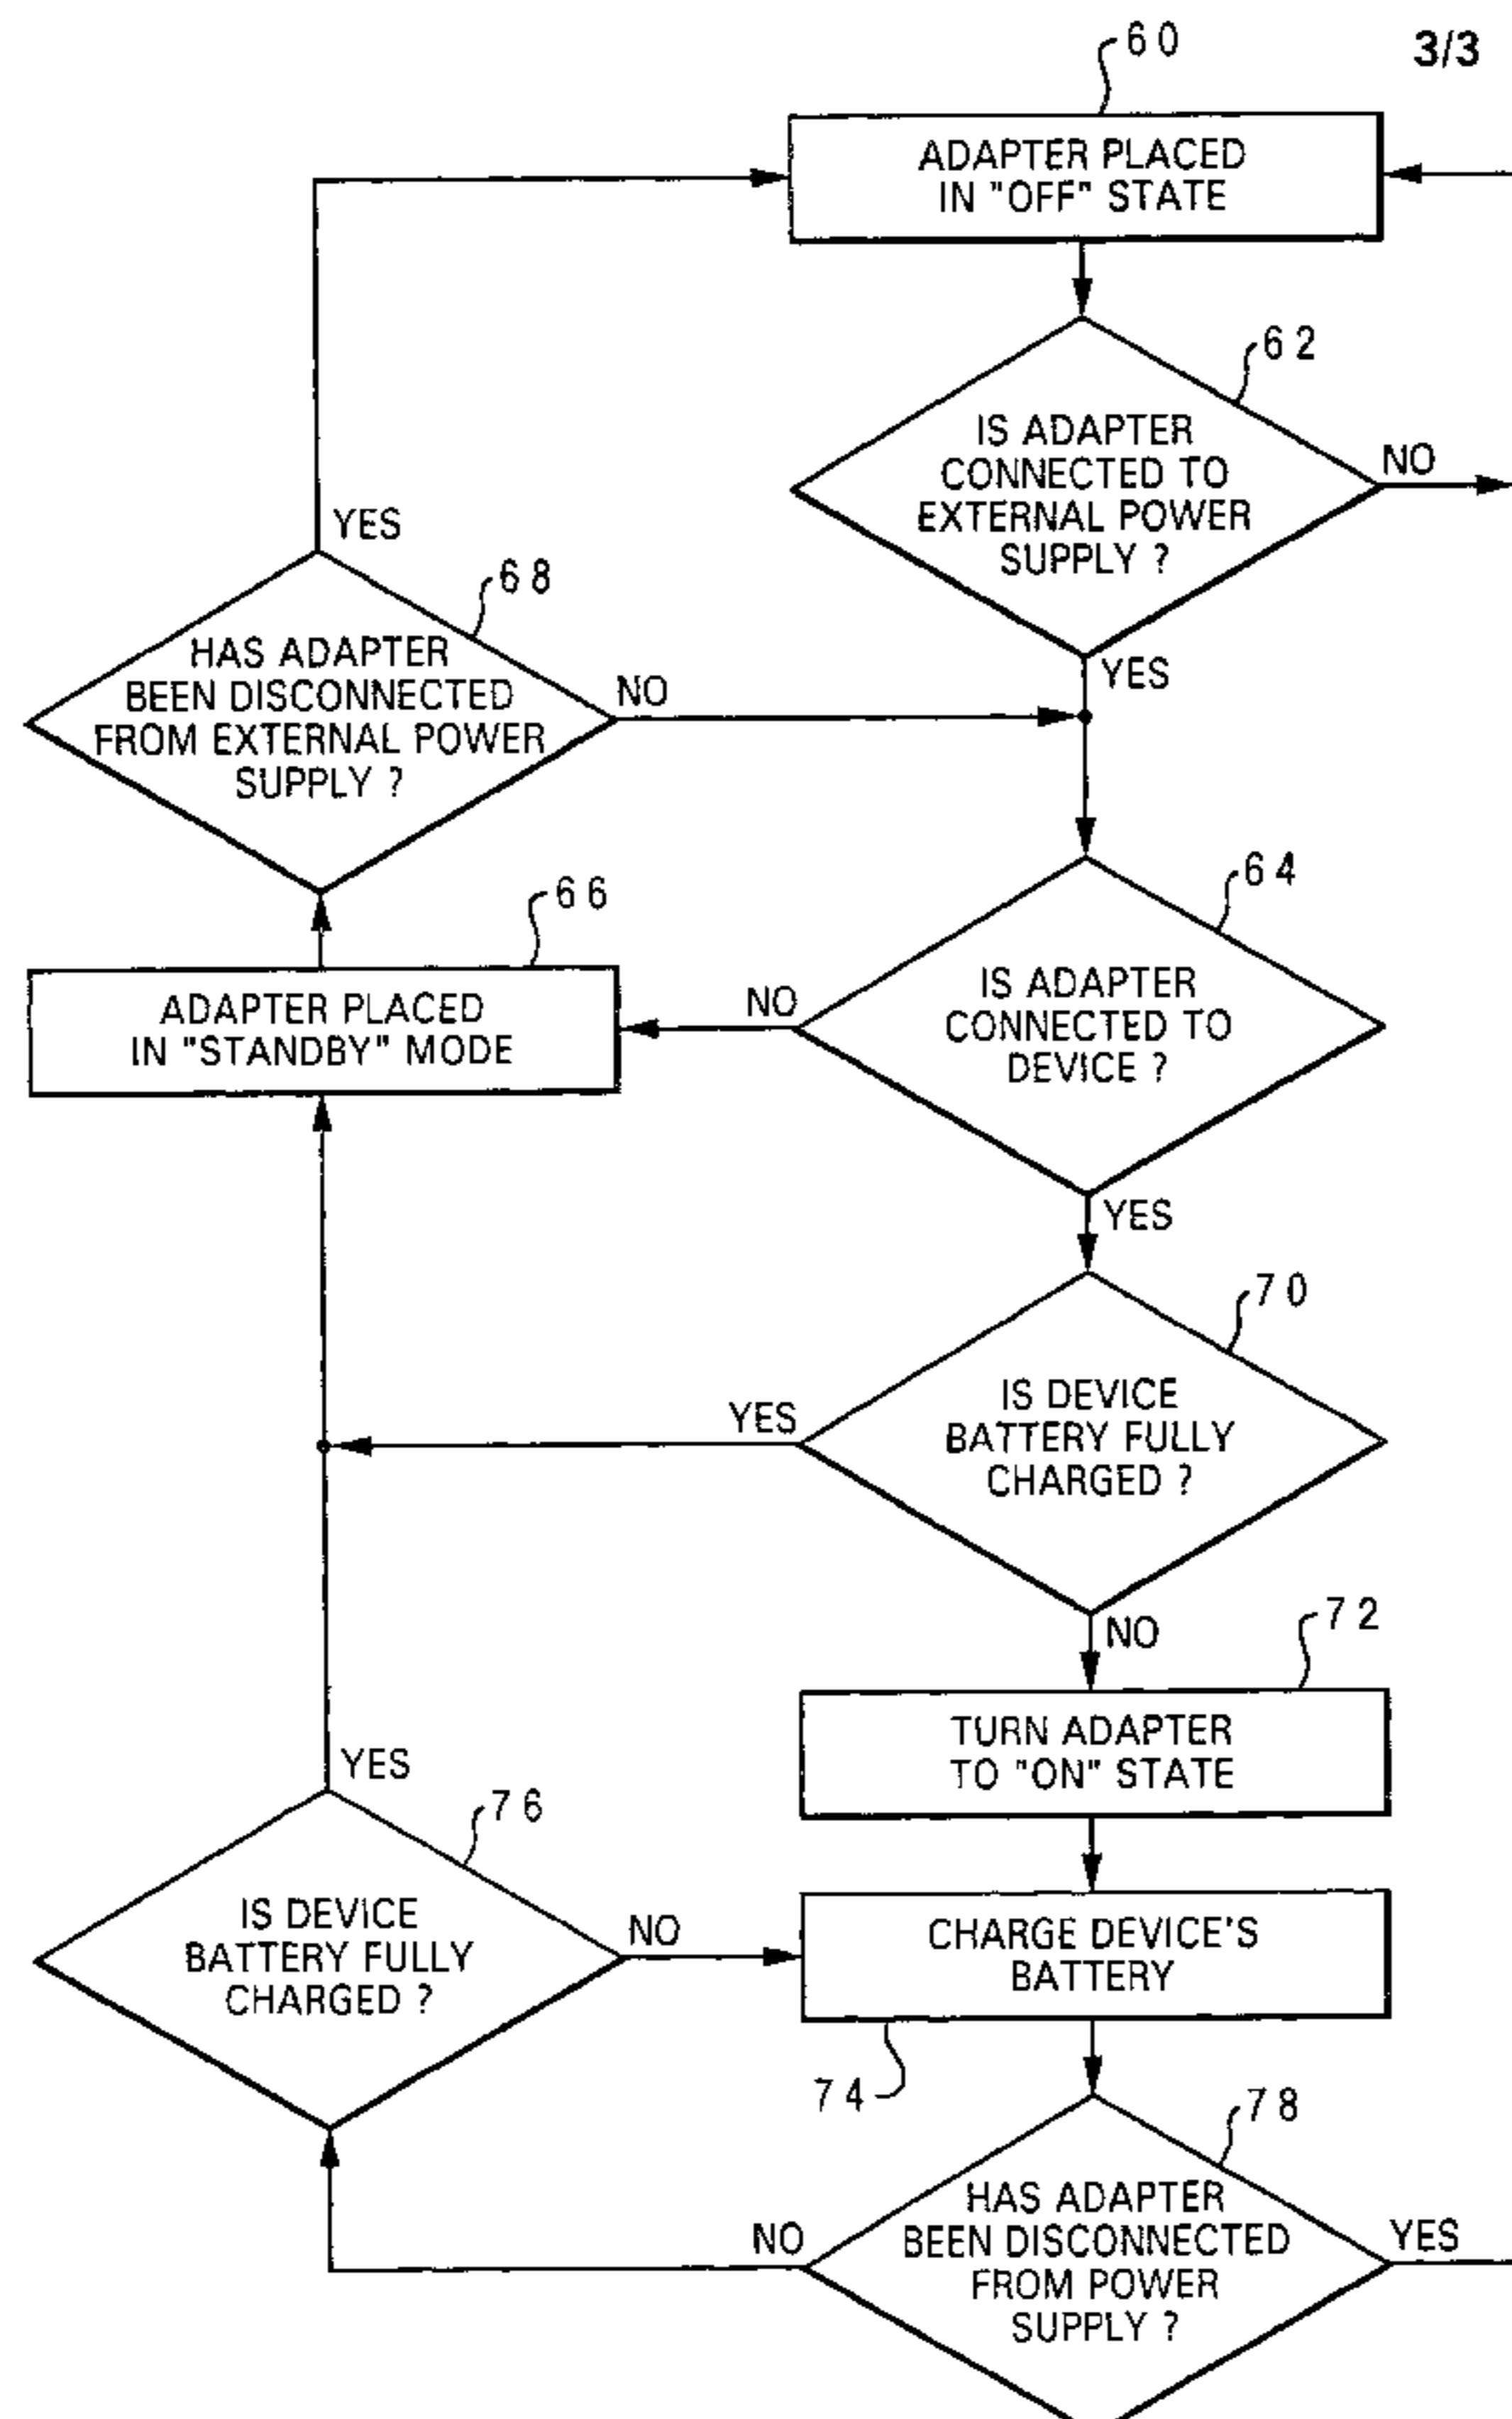 60
3/3
ADAPTER PLACED
IN "OFF" STATE
62
IS ADAPTER
CONNECTED TO
EXTERNAL POWER
SUPPLY ?
NO
YES
YES
68
HAS ADAPTER
BEEN DISCONNECTED
FROM EXTERNAL POWER
SUPPLY ?
NO
66
ADAPTER PLACED
IN "STANDBY" MODE
64
IS ADAPTER
CONNECTED TO
DEVICE ?
NO
YES
70
IS DEVICE
BATTERY FULLY
CHARGED ?
YES
NO
72
TURN ADAPTER
TO "ON" STATE
YES
76
IS DEVICE
BATTERY FULLY
CHARGED ?
NO
CHARGE DEVICE'S
BATTERY
74
78
HAS ADAPTER
BEEN DISCONNECTED
FROM POWER
SUPPLY ?
NO
YES